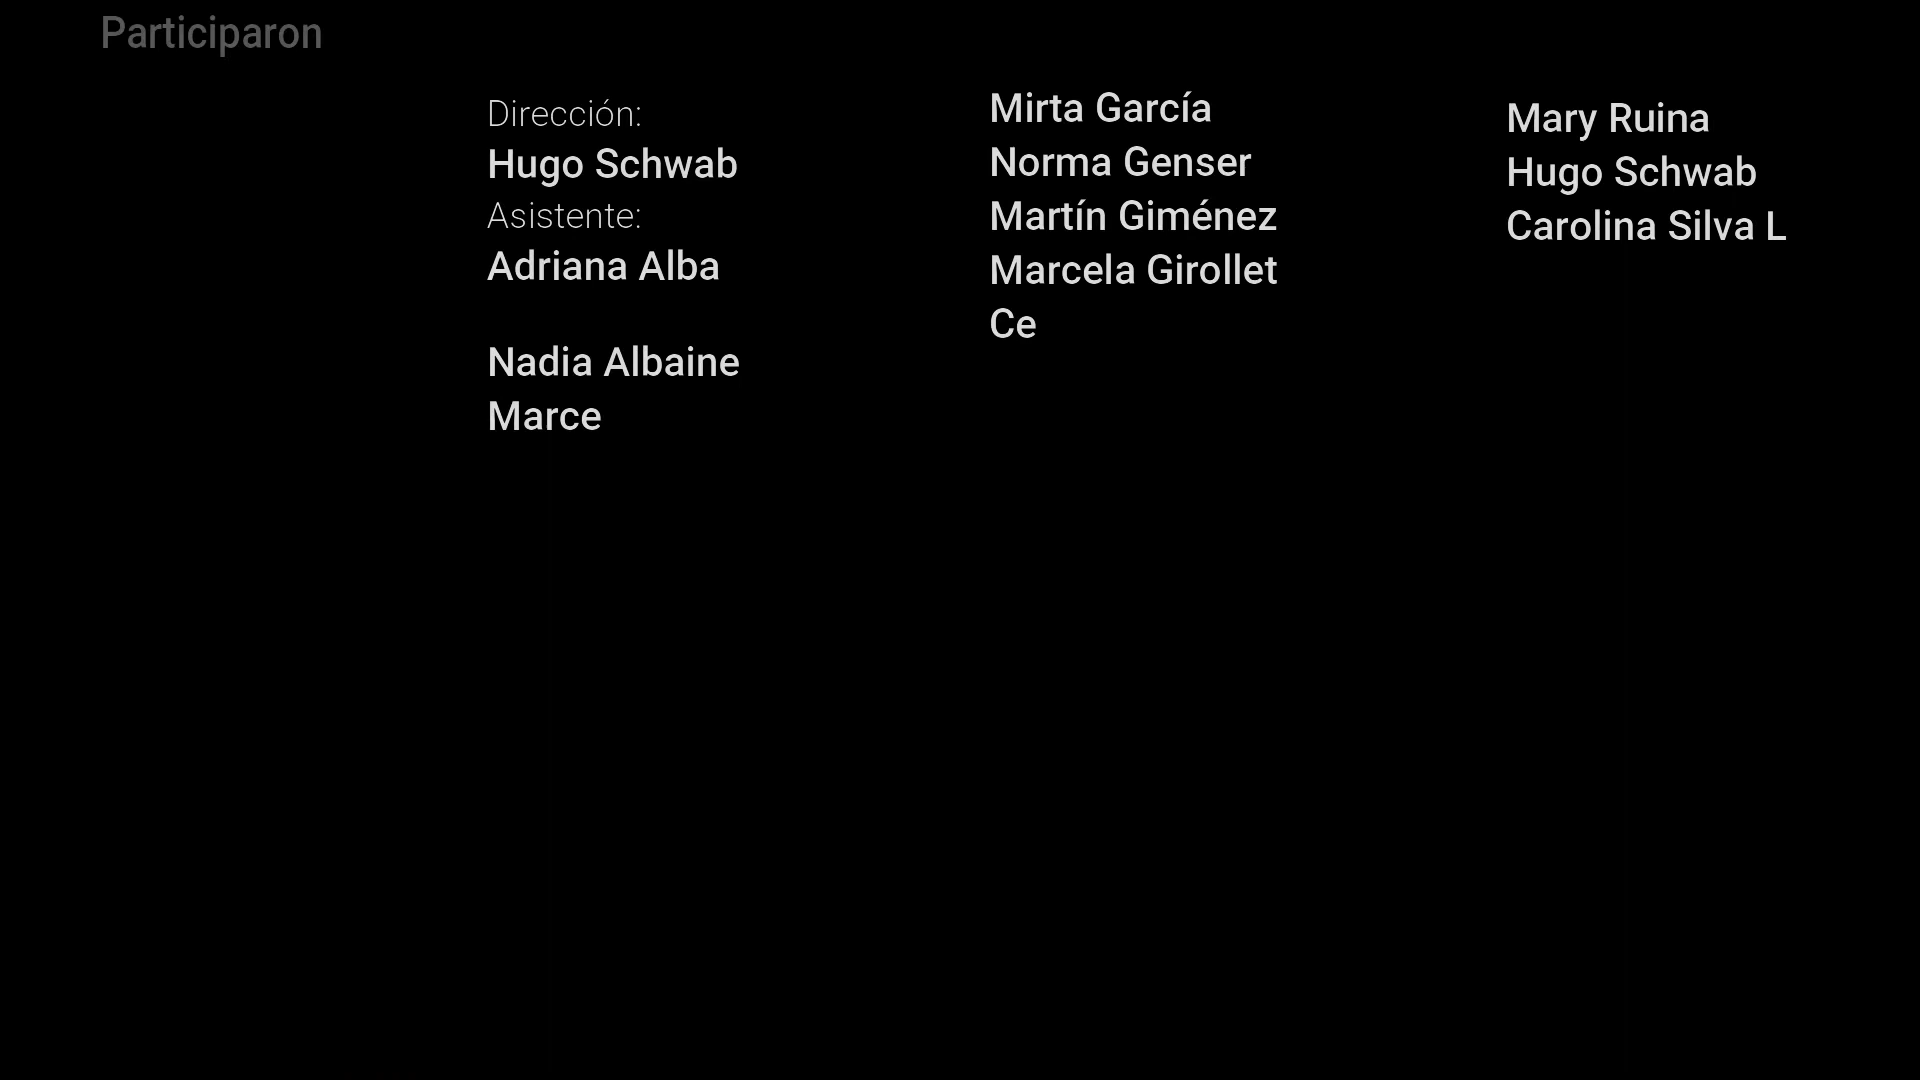 Participaron
Dirección:
Hugo Schwab
Asistente:
Adriana Alba
Nadia Albaine
Marce
Mirta García
Norma Genser
Martín Giménez
Marcela Girollet
Ce
Mary Ruina
Hugo Schwab
Carolina Silva L